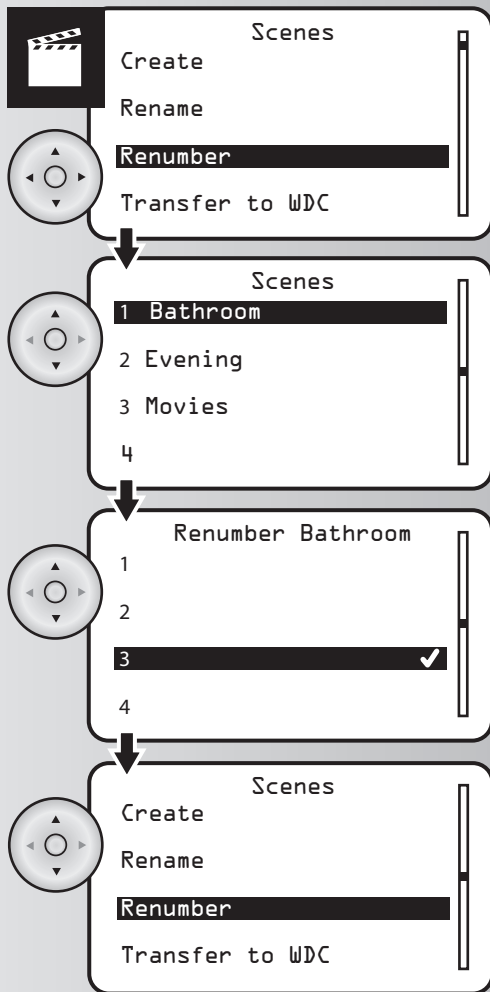 Scenes
Create
Rename
Renumber
Transfer to WDC
Scenes
1 Bathroom
2 Evening
3 Movies
4
Renumber Bathroom
1
2
3 ✓
4
Scenes
Create
Rename
Renumber
Transfer to WDC